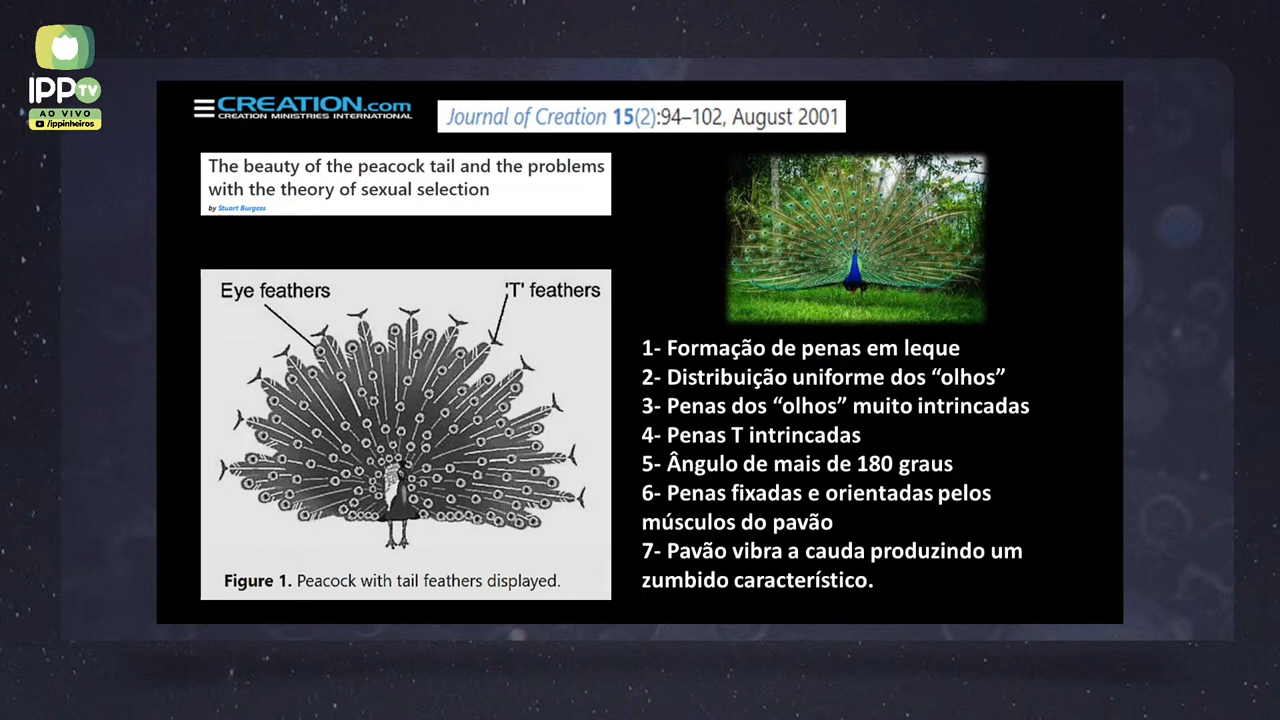 IPP TV
AO VIVO
/ippinheiros
CREATION.com
CREATION MINISTRIES INTERNATIONAL
Journal of Creation 15(2):94–102, August 2001
The beauty of the peacock tail and the problems
with the theory of sexual selection
by Stuart Burgess
Eye feathers
'T' feathers
Figure 1. Peacock with tail feathers displayed.
1- Formação de penas em leque
2- Distribuição uniforme dos “olhos”
3- Penas dos “olhos” muito intrincadas
4- Penas T intrincadas
5- Ângulo de mais de 180 graus
6- Penas fixadas e orientadas pelos
músculos do pavão
7- Pavão vibra a cauda produzindo um
zumbido característico.